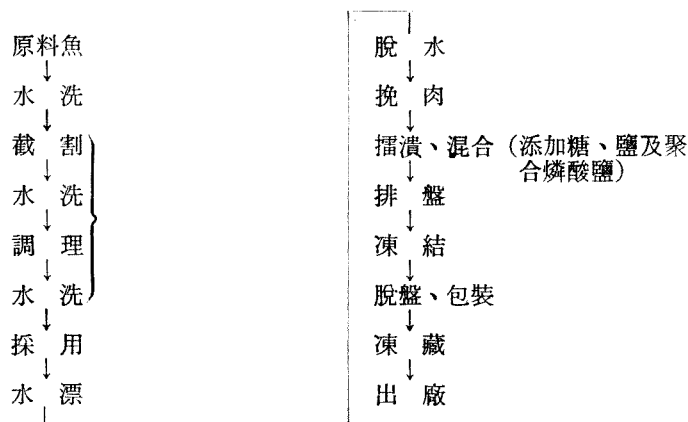 原料魚
水洗
截割
水洗
調理
水洗
採用
水漂
脫水
挽肉
擂潰、混合（添加糖、鹽及聚
合燐酸鹽）
排盤
凍結
脫盤、包裝
凍藏
出廠